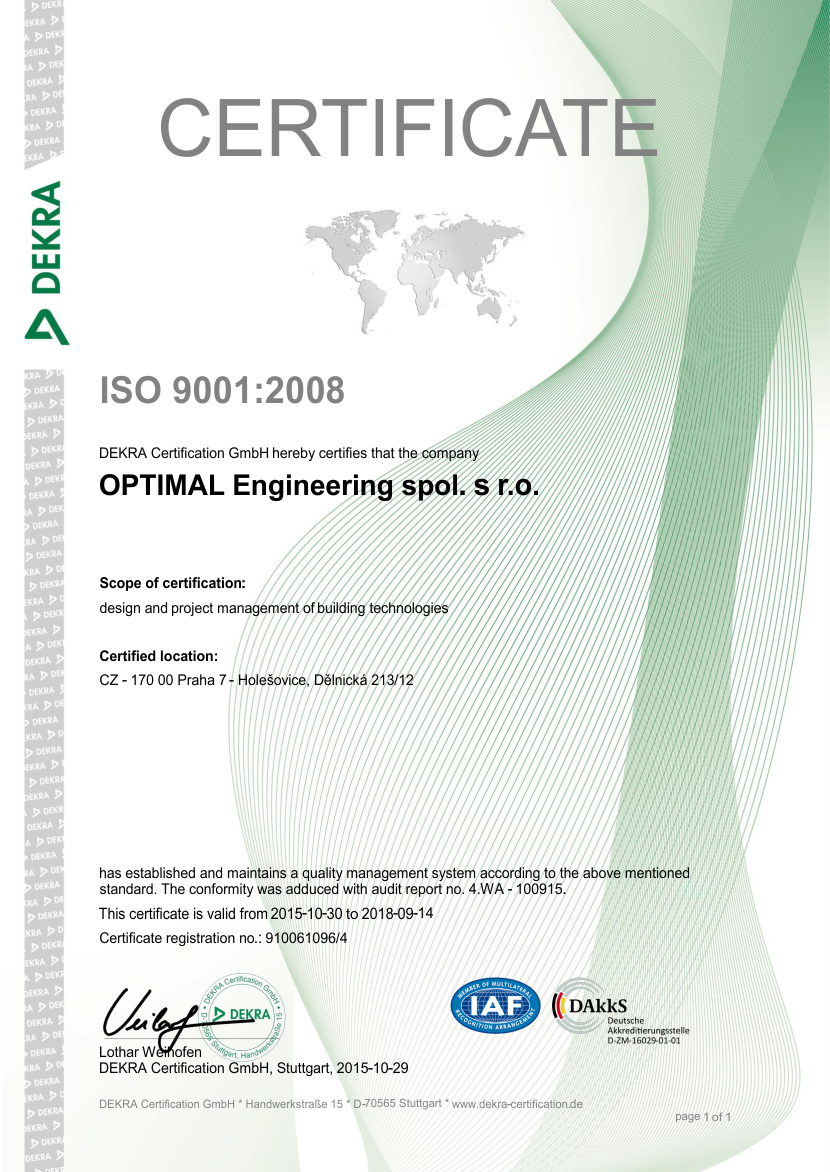 CERTIFICATE
DEKRA
ISO 9001:2008
DEKRA Certification GmbH hereby certifies that the company
OPTIMAL Engineering spol. s r.o.
Scope of certification:
design and project management of building technologies
Certified location:
CZ - 170 00 Praha 7 - Holešovice, Dělnická 213/12
has established and maintains a quality management system according to the above mentioned
standard. The conformity was adduced with audit report no. 4.WA - 100915.
This certificate is valid from 2015-10-30 to 2018-09-14
Certificate registration no.: 910061096/4
* DEKRA Certification GmbH *
DEKRA
D-70565 Stuttgart, Handwerkstraße 15
MEMBER OF MULTILATERAL
IAF
RECOGNITION ARRANGEMENT
DAkkS
Deutsche
Akkreditierungsstelle
D-ZM-16029-01-01
Lothar Weihofen
DEKRA Certification GmbH, Stuttgart, 2015-10-29
DEKRA Certification GmbH * Handwerkstraße 15 * D-70565 Stuttgart * www.dekra-certification.de
page 1 of 1